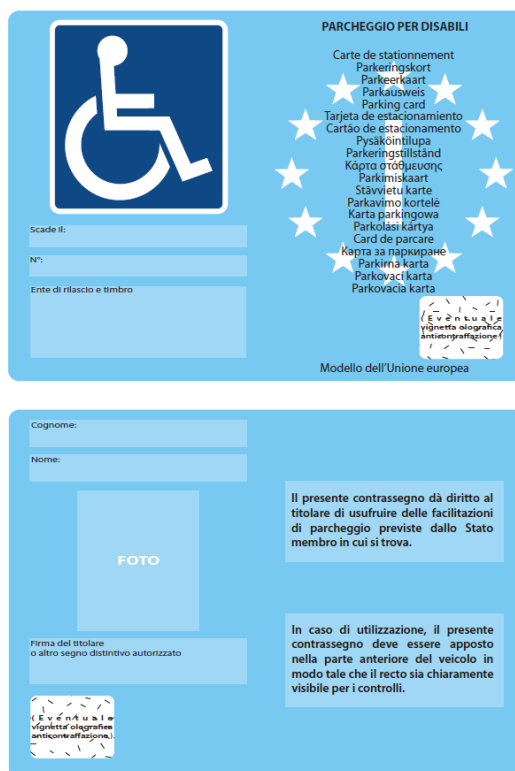 PARCHEGGIO PER DISABILI
Carte de stationnement
Parkeringskort
Parkeerkaart
Parkausweis
Parking card
Tarjeta de estacionamiento
Cartão de estacionamento
Pysäköintilupa
Parkeringstillstånd
Κάρτα στάθμευσης
Parkimiskaart
Stāvvietu karte
Parkavimo kortelė
Karta parkingowa
Parkolási kártya
Card de parcare
Карта за паркиране
Parkirna karta
Parkovací karta
Parkovacia karta
Scade Il:
N°:
Ente di rilascio e timbro
(Eventuale
vignetta olografica
anticontraffazione)
Modello dell'Unione europea
Cognome:
Nome:
FOTO
Firma del titolare
o altro segno distintivo autorizzato
(Eventuale
vignetta olografica
anticontraffazione).
Il presente contrassegno dà diritto al
titolare di usufruire delle facilitazioni
di parcheggio previste dallo Stato
membro in cui si trova.
In caso di utilizzazione, il presente
contrassegno deve essere apposto
nella parte anteriore del veicolo in
modo tale che il recto sia chiaramente
visibile per i controlli.